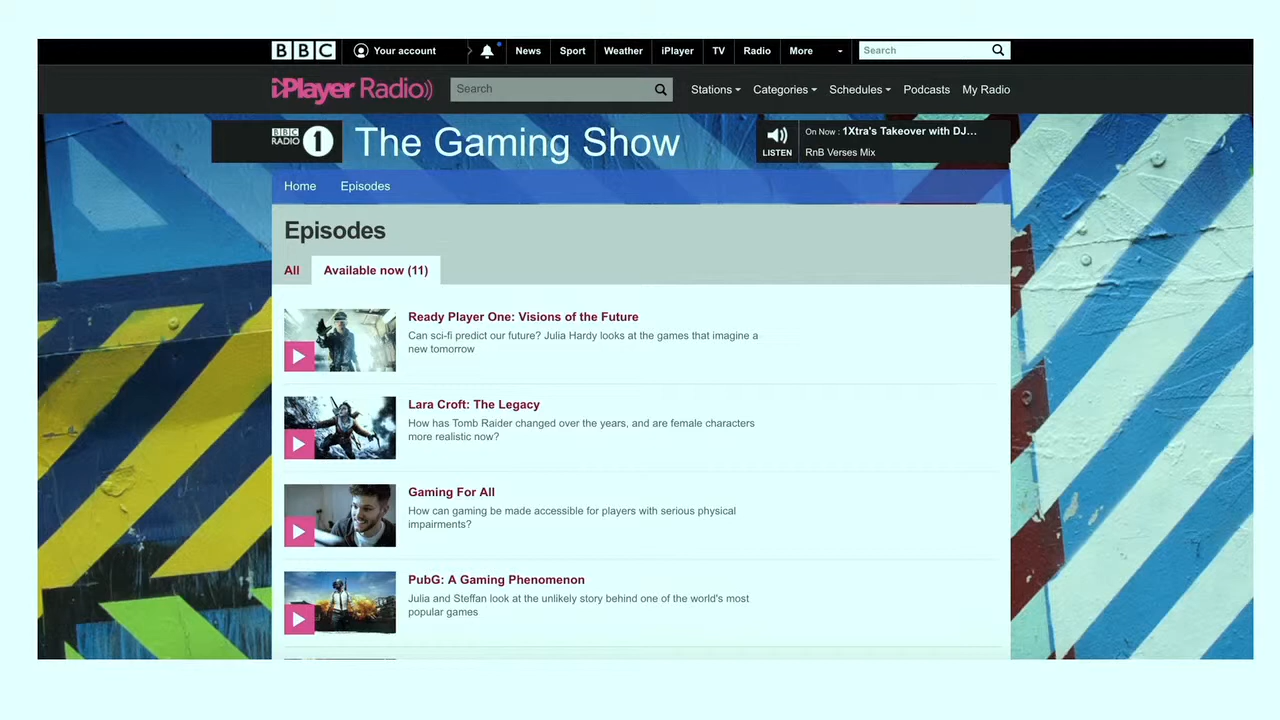 BBC Your account News Sport Weather iPlayer TV Radio More Search
iPlayer Radio Search Stations Categories Schedules Podcasts My Radio
BBC RADIO 1 The Gaming Show
LISTEN
On Now : 1Xtra's Takeover with DJ…
RnB Verses Mix
Home Episodes
Episodes
All Available now (11)
Ready Player One: Visions of the Future
Can sci-fi predict our future? Julia Hardy looks at the games that imagine a
new tomorrow
Lara Croft: The Legacy
How has Tomb Raider changed over the years, and are female characters
more realistic now?
Gaming For All
How can gaming be made accessible for players with serious physical
impairments?
PubG: A Gaming Phenomenon
Julia and Steffan look at the unlikely story behind one of the world's most
popular games